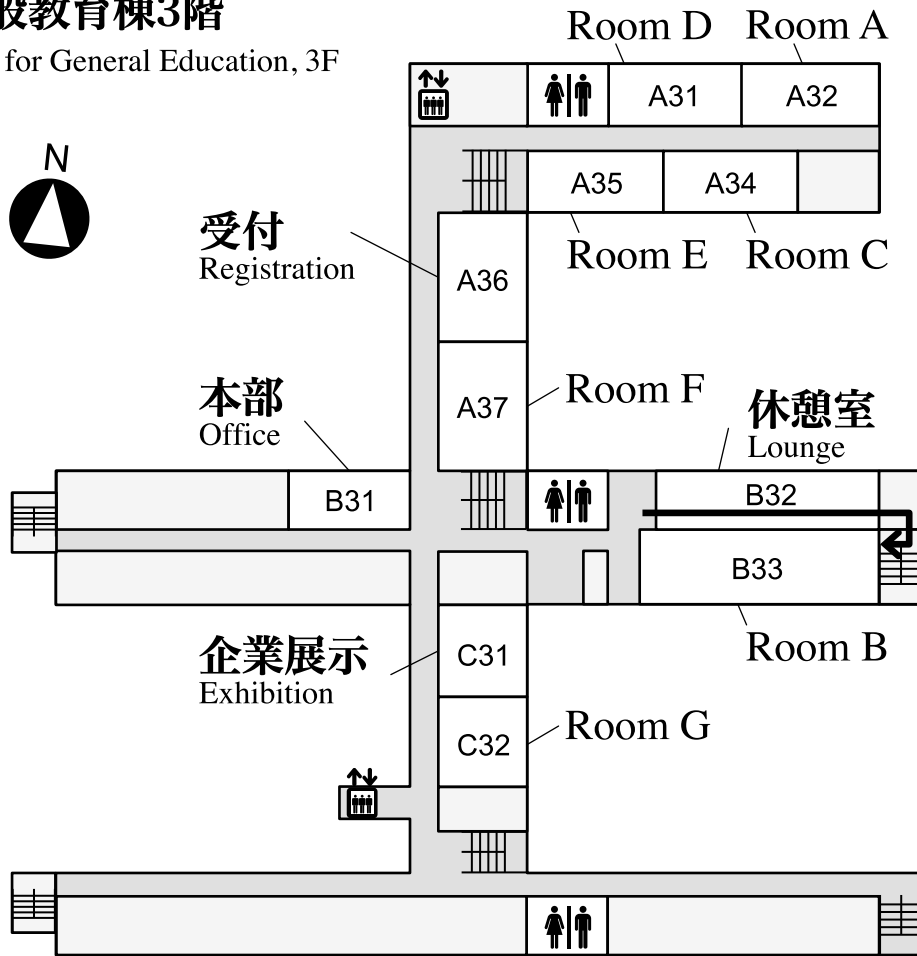 般教育棟3階
for General Education, 3F
Room D
Room A
A31
A32
N
A35
A34
受付
Registration
Room E
Room C
A36
本部
Office
A37
Room F
休憩室
Lounge
B31
B32
B33
企業展示
Exhibition
C31
Room B
C32
Room G